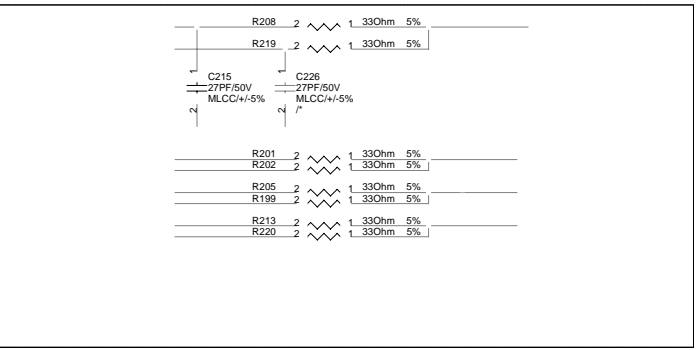 R208 2 1 33Ohm 5%
R219 2 1 33Ohm 5%
1 C215 1 C226
27PF/50V 27PF/50V
MLCC/+/-5% MLCC/+/-5%
2 2 /*
R201 2 1 33Ohm 5%
R202 2 1 33Ohm 5%
R205 2 1 33Ohm 5%
R199 2 1 33Ohm 5%
R213 2 1 33Ohm 5%
R220 2 1 33Ohm 5%